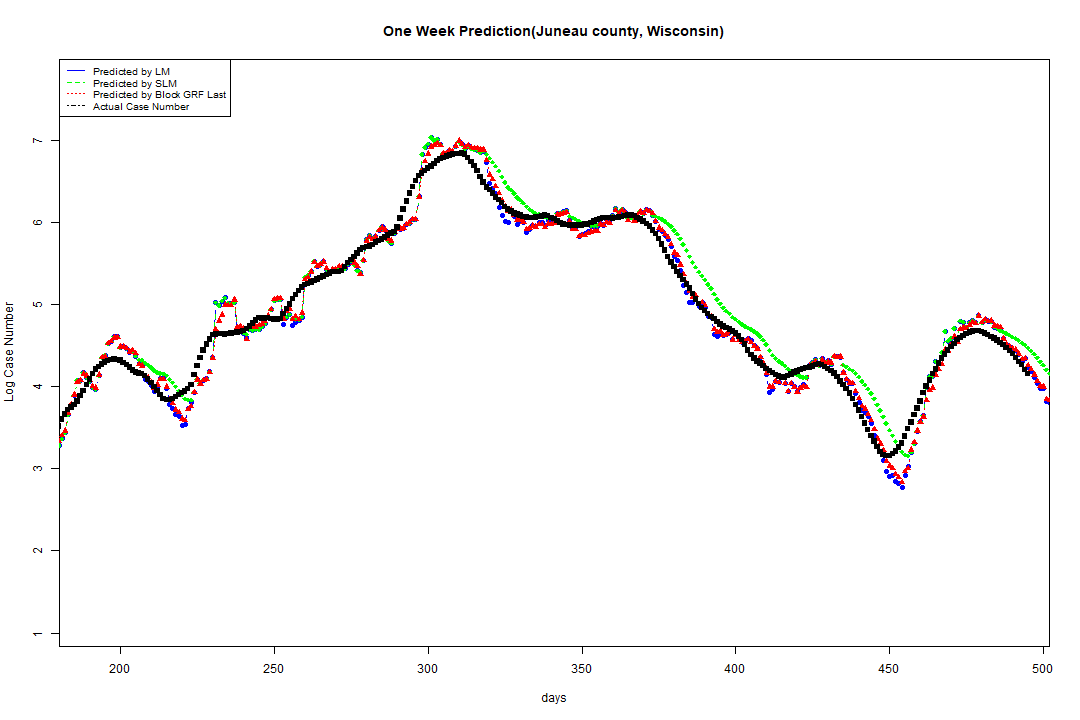 One Week Prediction(Juneau county, Wisconsin)
Predicted by LM
Predicted by SLM
Predicted by Block GRF Last
Actual Case Number
Log Case Number
7
6
5
4
3
2
1
200 250 300 350 400 450 500
days